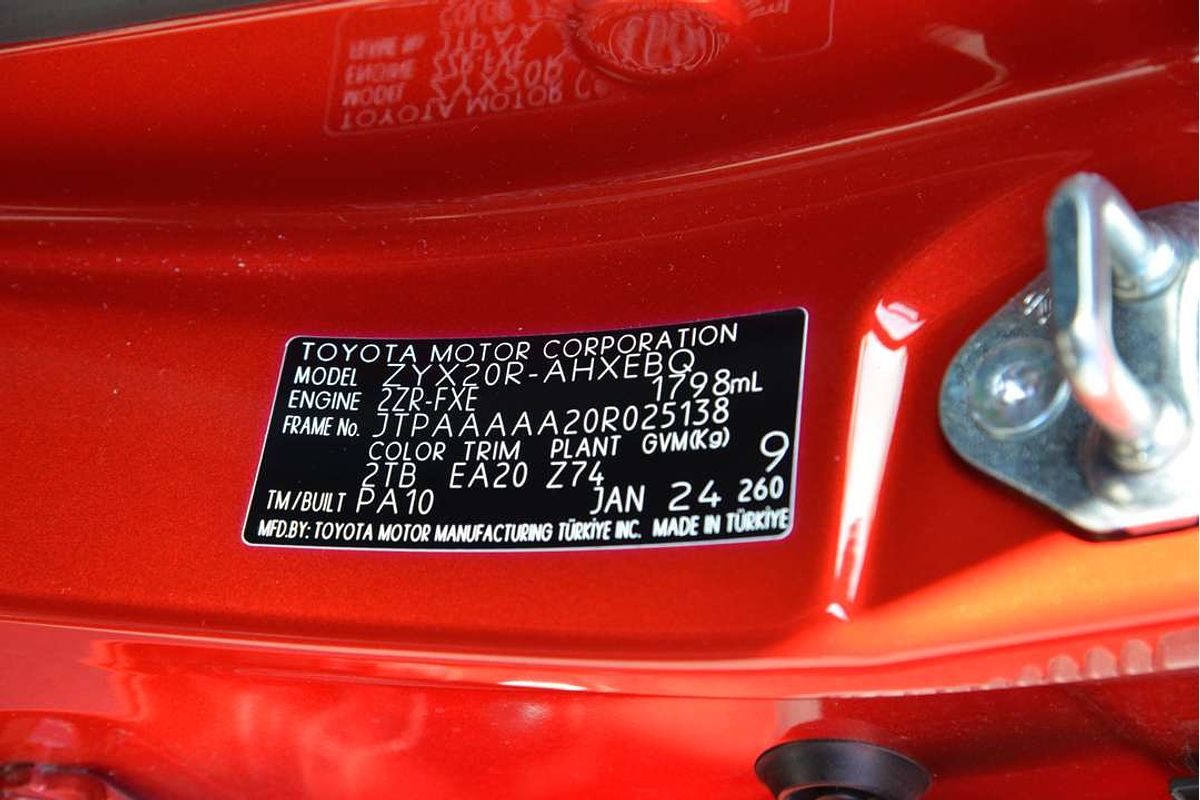 TOYOTA MOTOR CORPORATION
MODEL ZYX20R-AHXEBQ
ENGINE 2ZR-FXE 1798mL
FRAME No. JTPAAAAAA20R025138
COLOR TRIM PLANT GVM(Kg)
2TB EA20 Z74 9
TM/BUILT PA10 JAN 24 260
MFD.BY: TOYOTA MOTOR MANUFACTURING TÜRKİYE INC. MADE IN TÜRKİYE